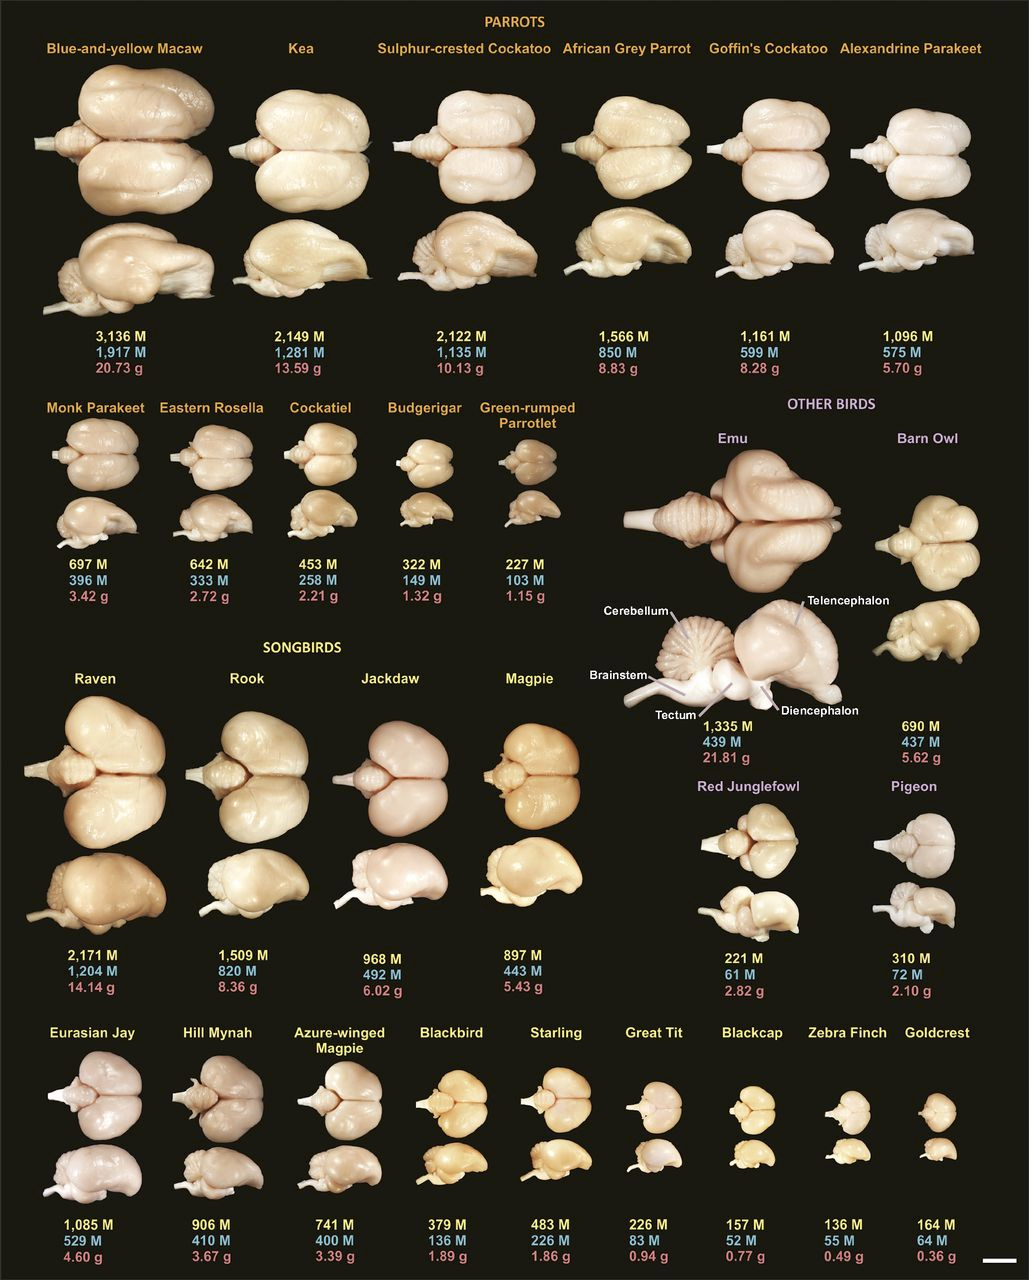 PARROTS
Blue-and-yellow Macaw
Kea
Sulphur-crested Cockatoo
African Grey Parrot
Goffin's Cockatoo
Alexandrine Parakeet
3,136 M
1,917 M
20.73 g
2,149 M
1,281 M
13.59 g
2,122 M
1,135 M
10.13 g
1,566 M
850 M
8.83 g
1,161 M
599 M
8.28 g
1,096 M
575 M
5.70 g
Monk Parakeet
Eastern Rosella
Cockatiel
Budgerigar
Green-rumped
Parrotlet
697 M
396 M
3.42 g
642 M
333 M
2.72 g
453 M
258 M
2.21 g
322 M
149 M
1.32 g
227 M
103 M
1.15 g
OTHER BIRDS
Emu
Barn Owl
Telencephalon
Cerebellum
Brainstem
Tectum
Diencephalon
1,335 M
439 M
21.81 g
690 M
437 M
5.62 g
Red Junglefowl
Pigeon
221 M
61 M
2.82 g
310 M
72 M
2.10 g
SONGBIRDS
Raven
Rook
Jackdaw
Magpie
2,171 M
1,204 M
14.14 g
1,509 M
820 M
8.36 g
968 M
492 M
6.02 g
897 M
443 M
5.43 g
Eurasian Jay
Hill Mynah
Azure-winged
Magpie
Blackbird
Starling
Great Tit
Blackcap
Zebra Finch
Goldcrest
1,085 M
529 M
4.60 g
906 M
410 M
3.67 g
741 M
400 M
3.39 g
379 M
136 M
1.89 g
483 M
226 M
1.86 g
226 M
83 M
0.94 g
157 M
52 M
0.77 g
136 M
55 M
0.49 g
164 M
64 M
0.36 g